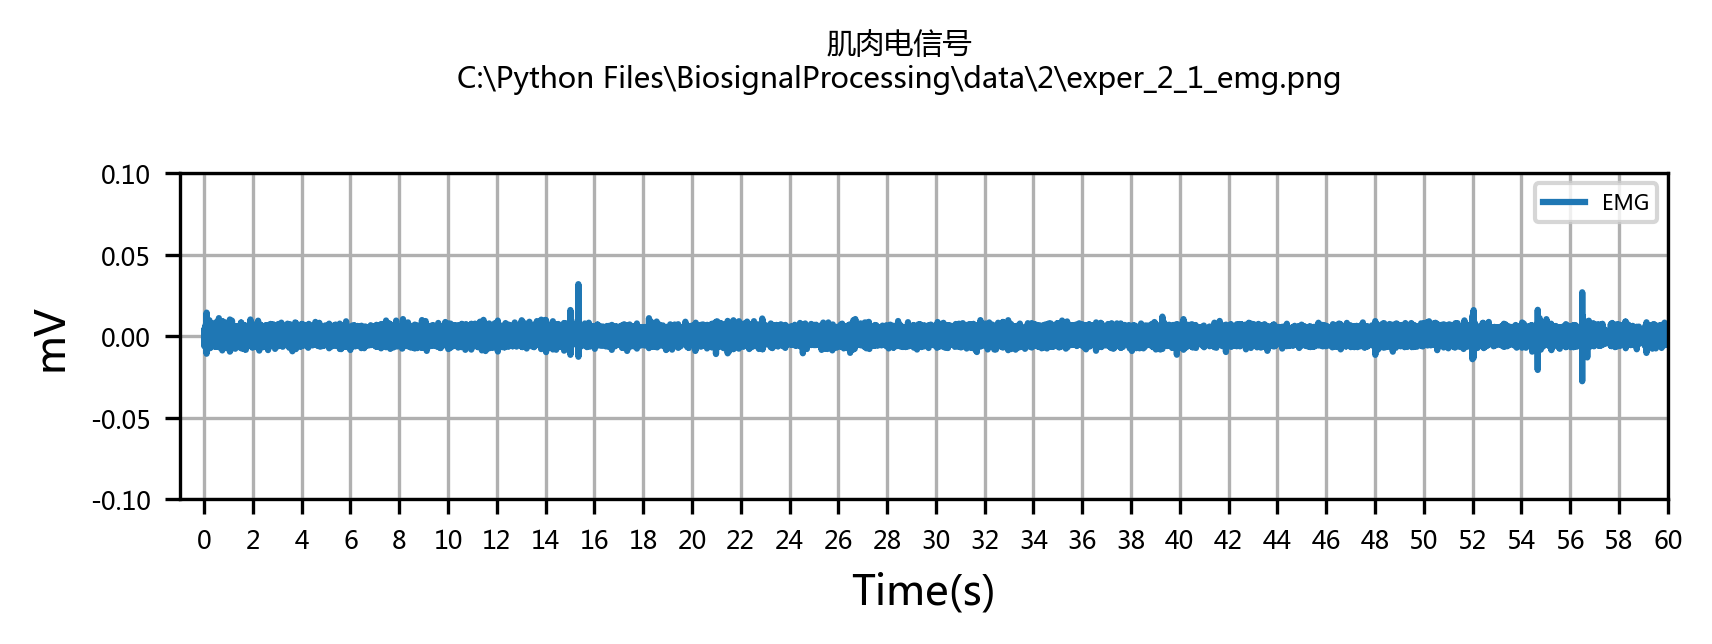 肌肉电信号
C:\Python Files\BiosignalProcessing\data\2\exper_2_1_emg.png
0.10
0.05
0.00
-0.05
-0.10
mV
EMG
0 2 4 6 8 10 12 14 16 18 20 22 24 26 28 30 32 34 36 38 40 42 44 46 48 50 52 54 56 58 60
Time(s)